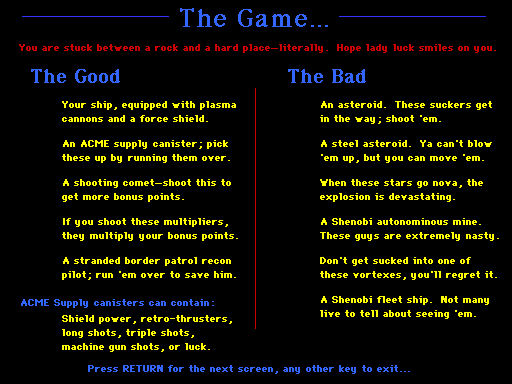 The Game...
You are stuck between a rock and a hard place—literally. Hope lady luck smiles on you.
The Good
Your ship, equipped with plasma
cannons and a force shield.
An ACME supply canister; pick
these up by running them over.
A shooting comet—shoot this to
get more bonus points.
If you shoot these multipliers,
they multiply your bonus points.
A stranded border patrol recon
pilot; run 'em over to save him.
ACME Supply canisters can contain:
Shield power, retro-thrusters,
long shots, triple shots,
machine gun shots, or luck.
The Bad
An asteroid. These suckers get
in the way; shoot 'em.
A steel asteroid. Ya can't blow
'em up, but you can move 'em.
When these stars go nova, the
explosion is devastating.
A Shenobi autonominous mine.
These guys are extremely nasty.
Don't get sucked into one of
these vortexes, you'll regret it.
A Shenobi fleet ship. Not many
live to tell about seeing 'em.
Press RETURN for the next screen, any other key to exit...